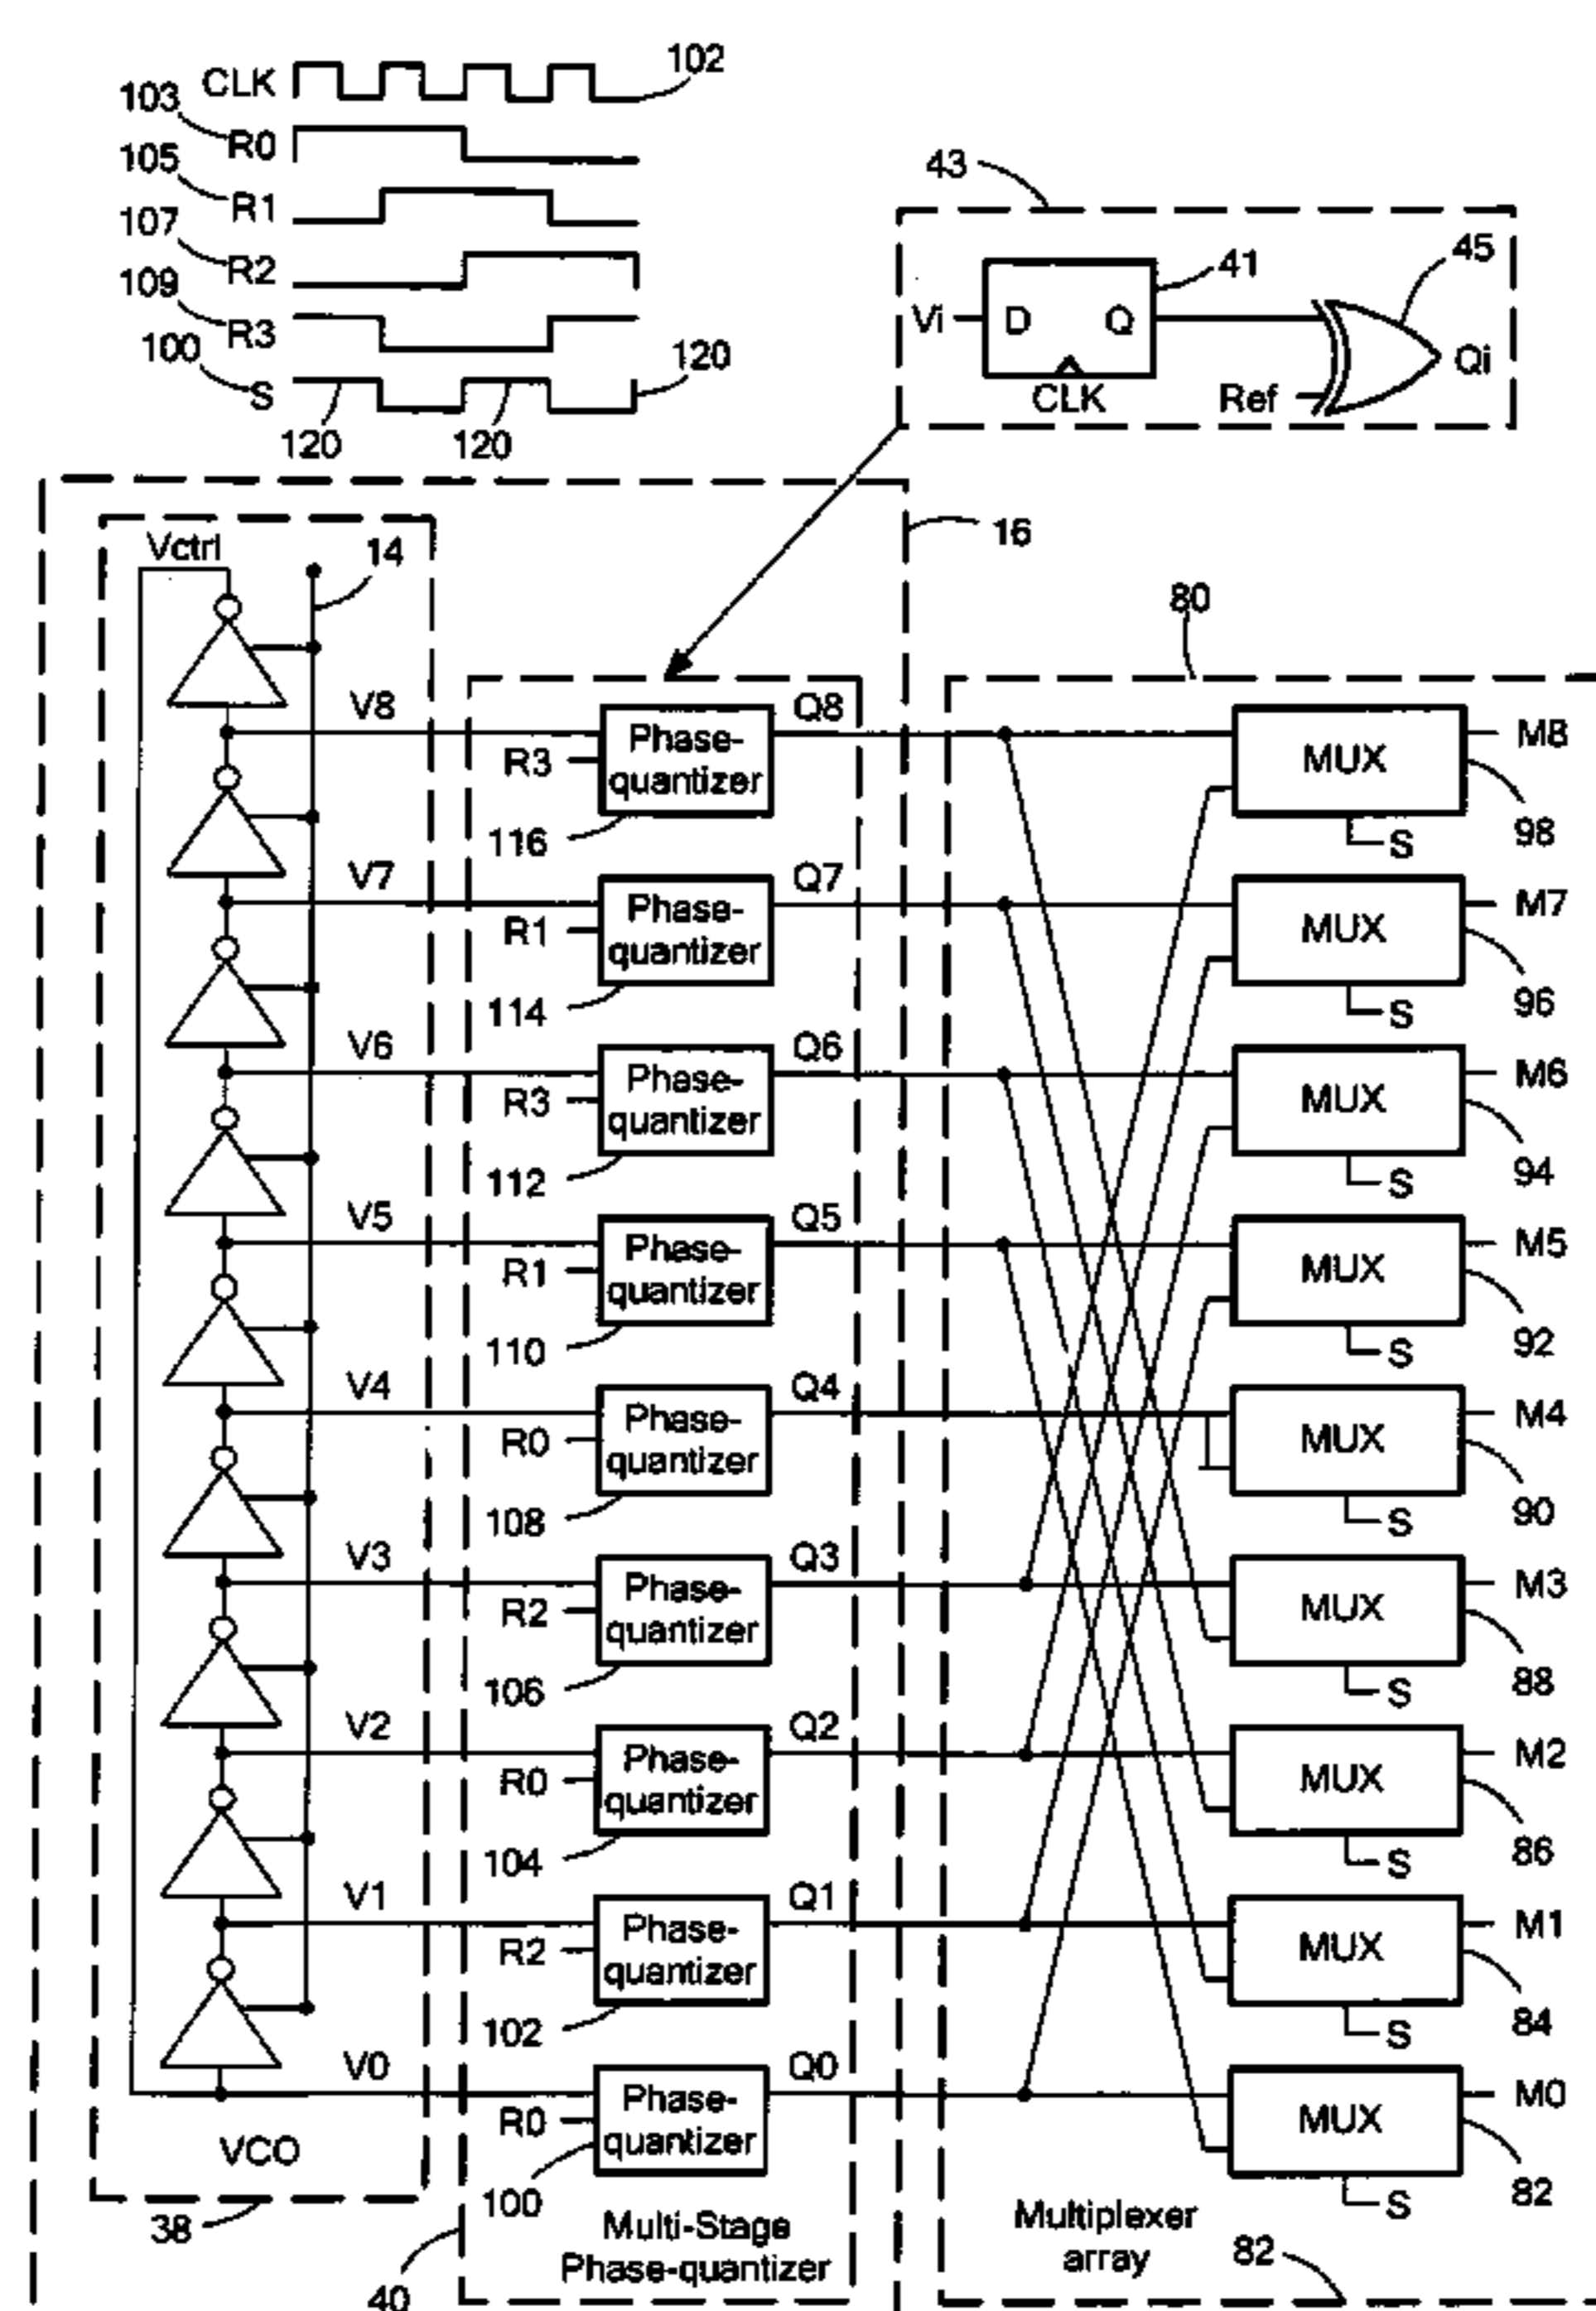 CLK 102
103 R0
105 R1
107 R2
109 R3
100 S 120
120 120
43
41 45
Vi D Q Qi
CLK Ref
16
Vctrl 14
80
V8 Q8 M8
R3 Phase-quantizer MUX
116 S 98
V7 Q7 M7
R1 Phase-quantizer MUX
114 S 96
V6 Q6 M6
R3 Phase-quantizer MUX
112 S 94
V5 Q5 M5
R1 Phase-quantizer MUX
110 S 92
V4 Q4 M4
R0 Phase-quantizer MUX
108 S 90
V3 Q3 M3
R2 Phase-quantizer MUX
106 S 88
V2 Q2 M2
R0 Phase-quantizer MUX
104 S 86
V1 Q1 M1
R2 Phase-quantizer MUX
102 S 84
V0 Q0 M0
R0 Phase-quantizer MUX
VCO 100 S 82
38
Multi-Stage
Phase-quantizer
40
Multiplexer
array
82